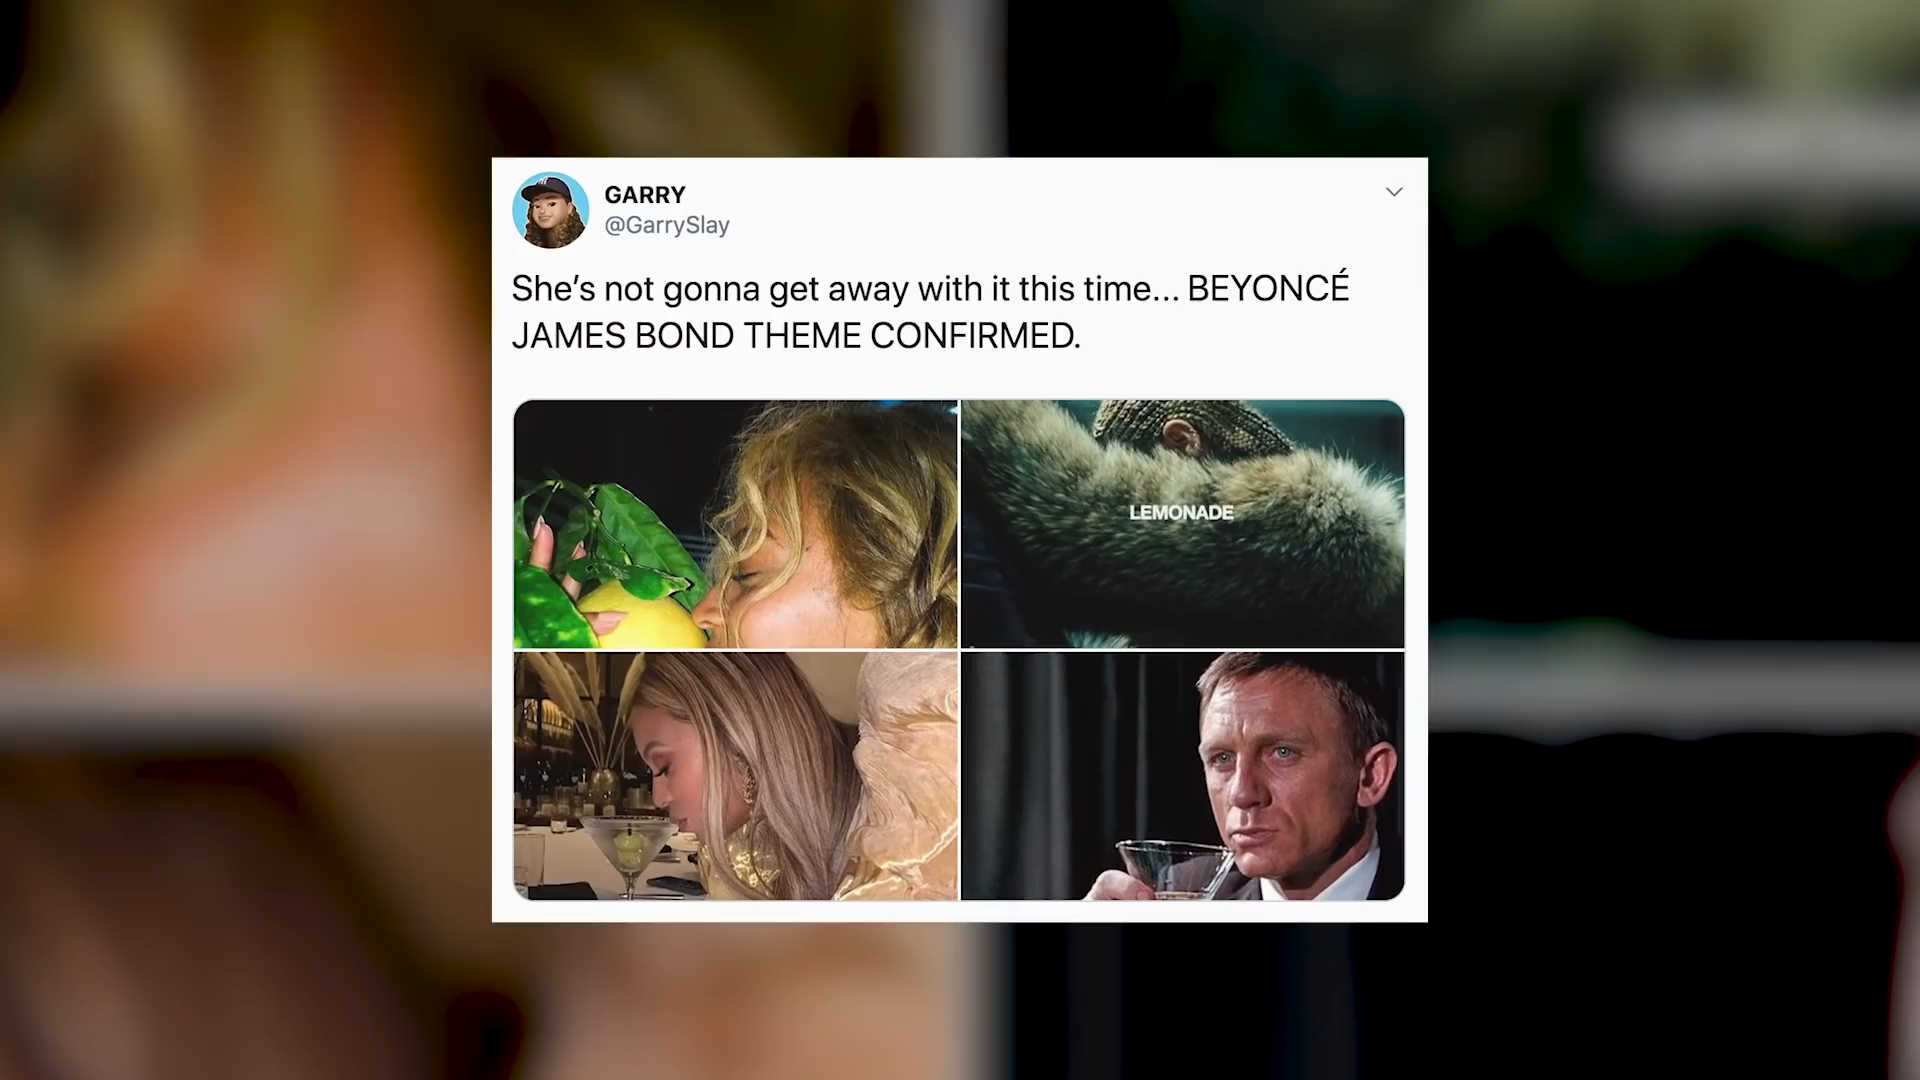 GARRY
@GarrySlay
She's not gonna get away with it this time... BEYONCÉ
JAMES BOND THEME CONFIRMED.
LEMONADE